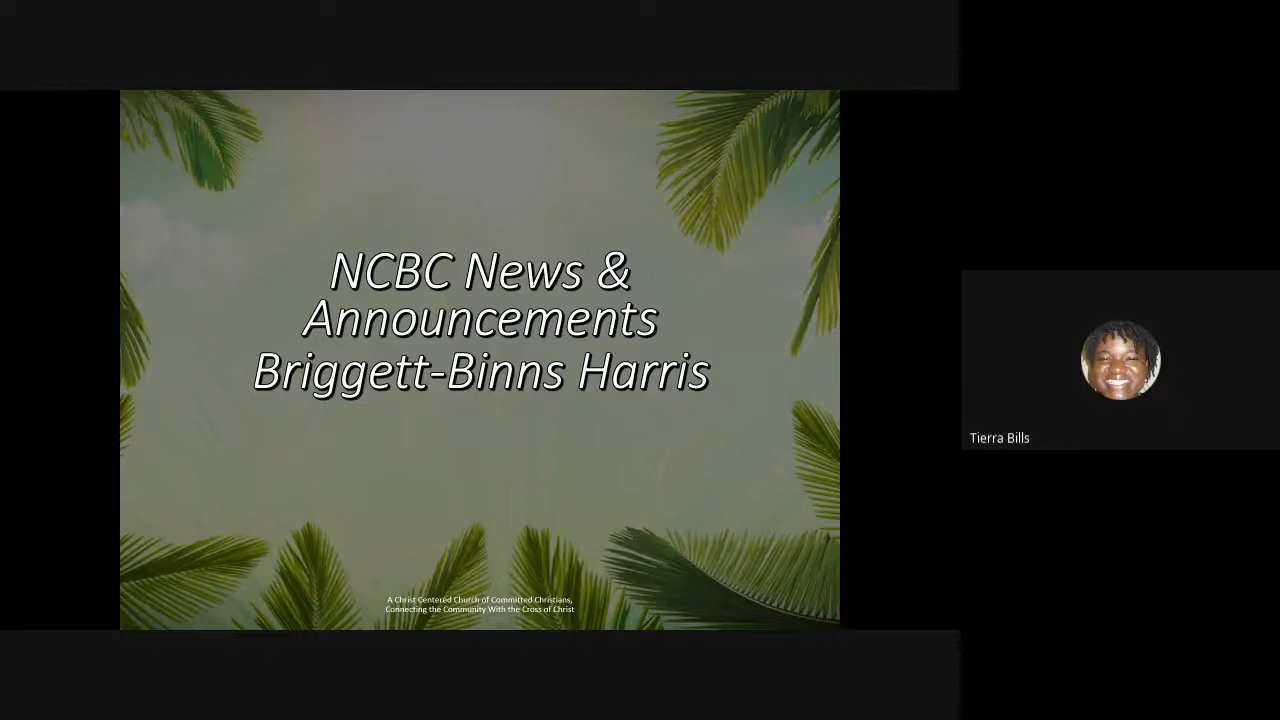 NCBC News &
Announcements
Briggett-Binns Harris
A Christ Centered Church of Committed Christians,
Connecting the Community With the Cross of Christ
Tierra Bills